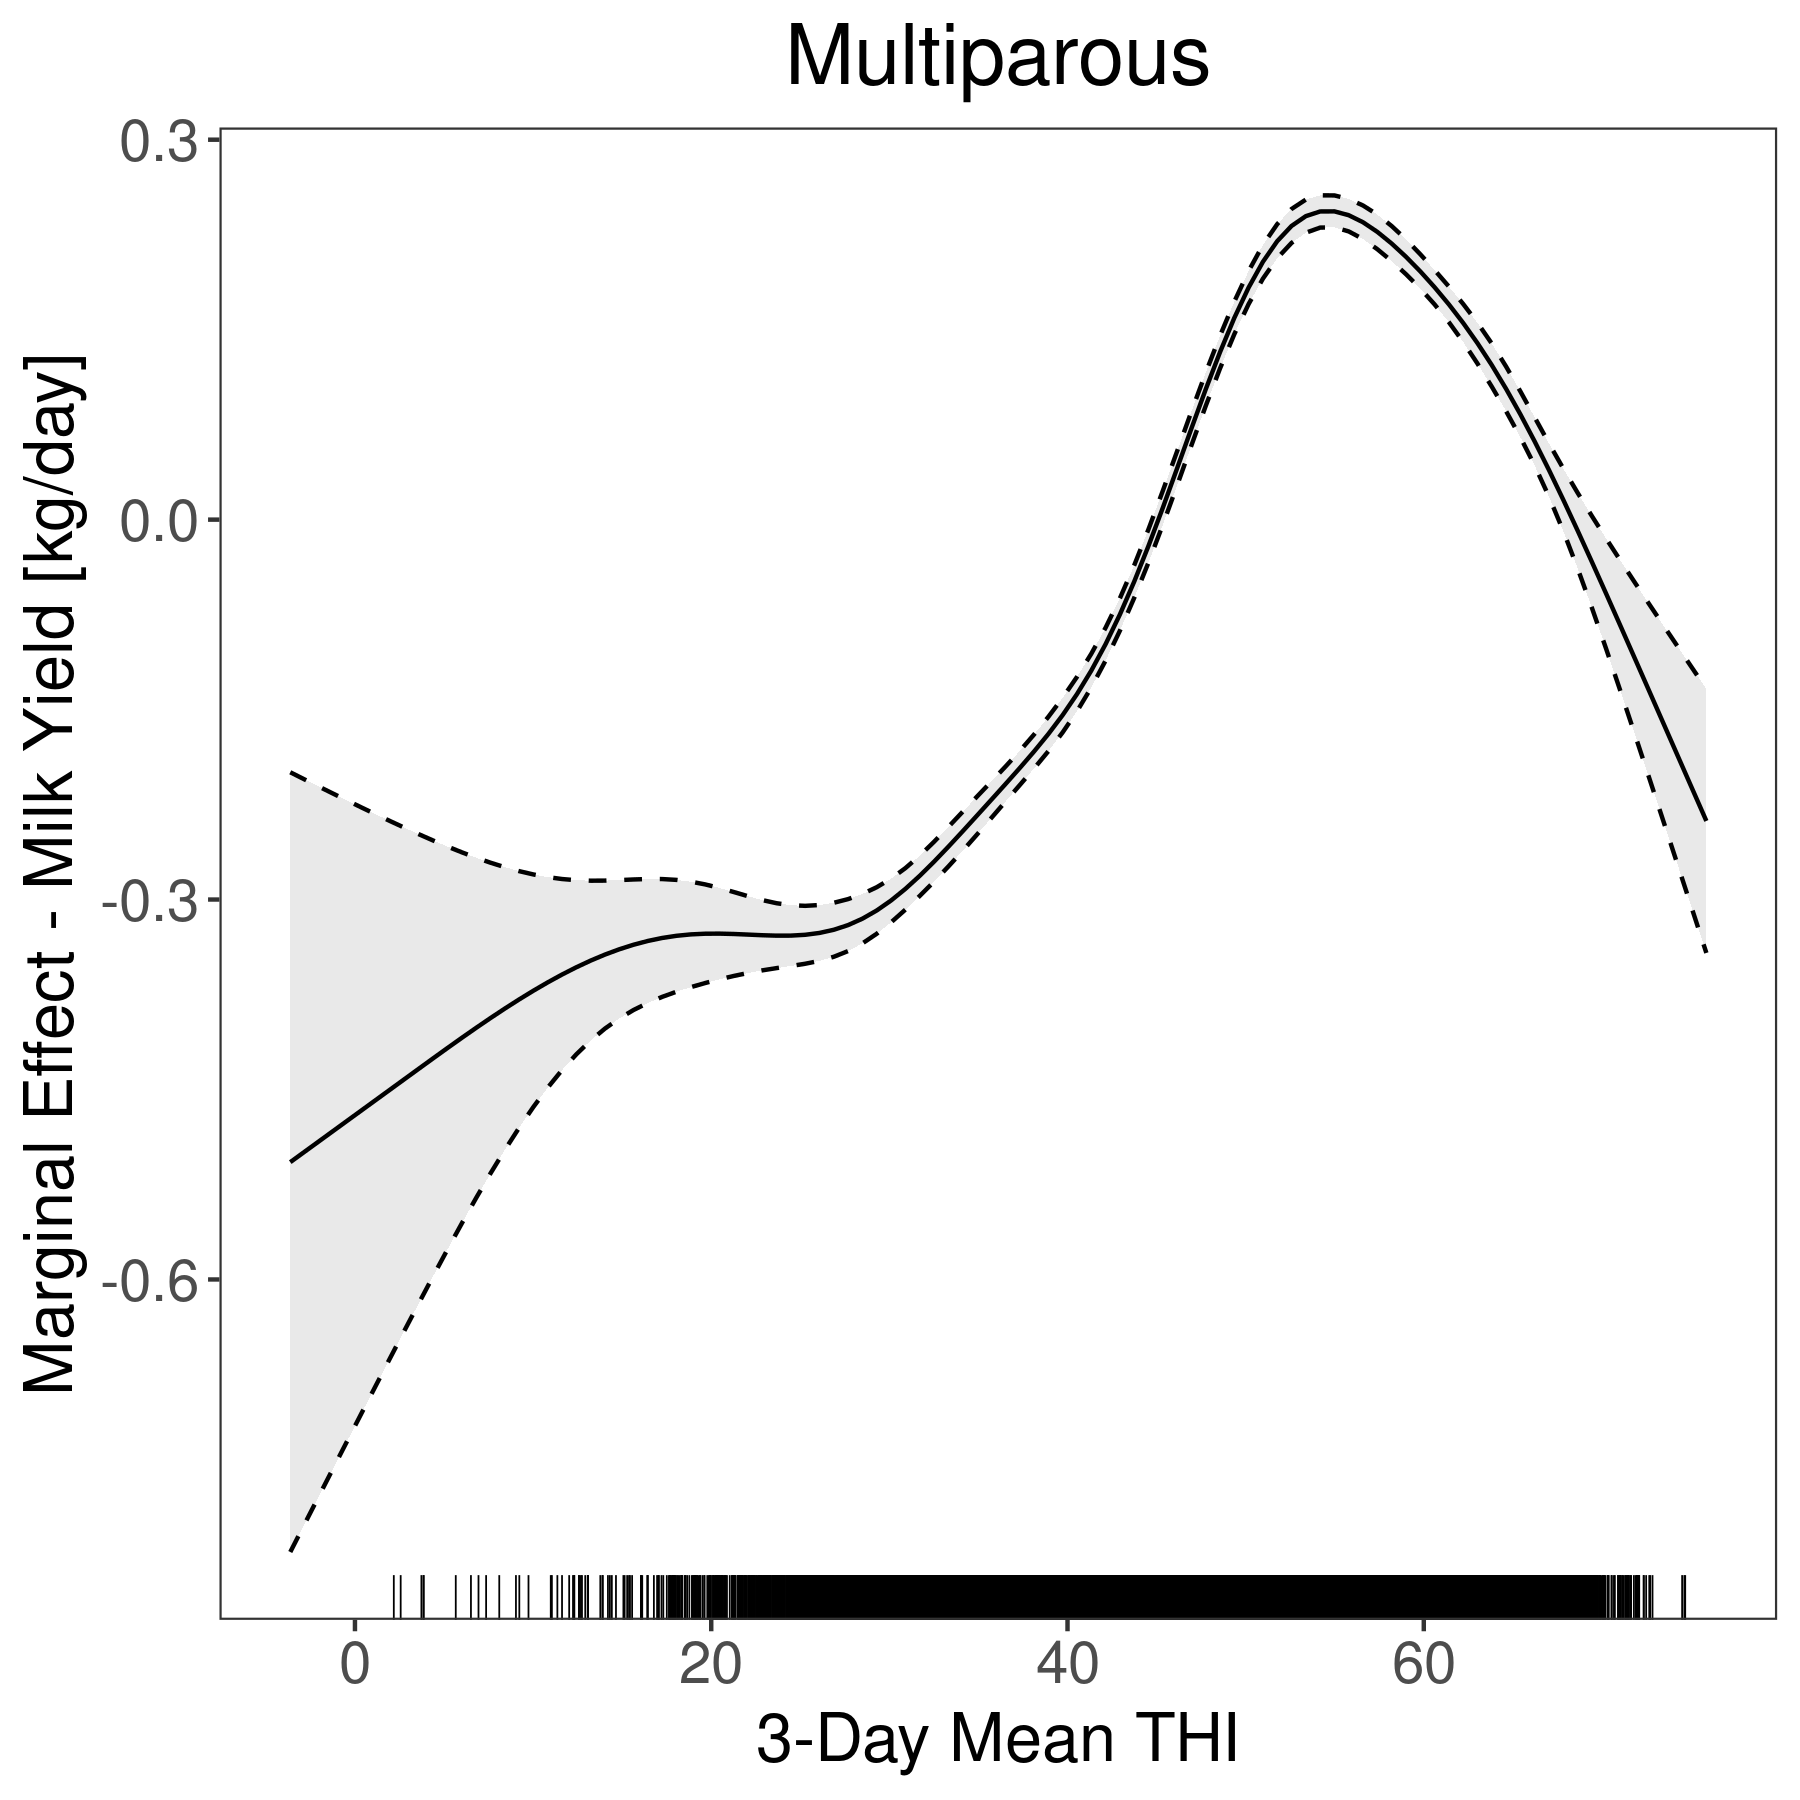 Multiparous
Marginal Effect - Milk Yield [kg/day]
0.3
0.0
-0.3
-0.6
0 20 40 60
3-Day Mean THI